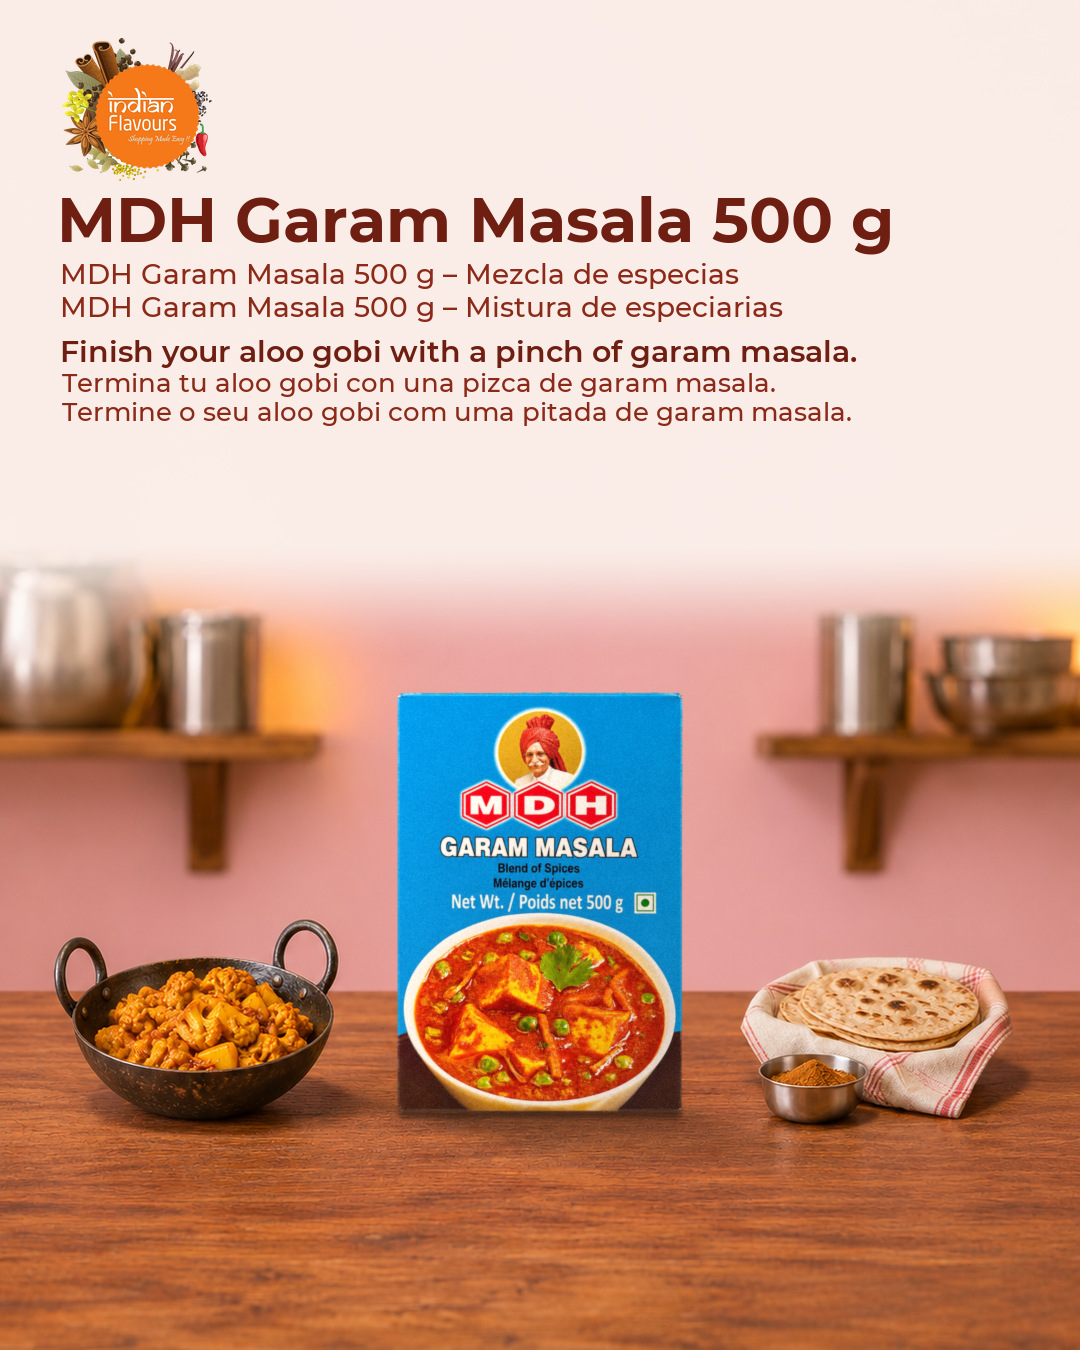 indian
Flavours
Shopping Made Easy !!
MDH Garam Masala 500 g
MDH Garam Masala 500 g – Mezcla de especias
MDH Garam Masala 500 g – Mistura de especiarias
Finish your aloo gobi with a pinch of garam masala.
Termina tu aloo gobi con una pizca de garam masala.
Termine o seu aloo gobi com uma pitada de garam masala.
MDH
GARAM MASALA
Blend of Spices
Mélange d'épices
Net Wt. / Poids net 500 g